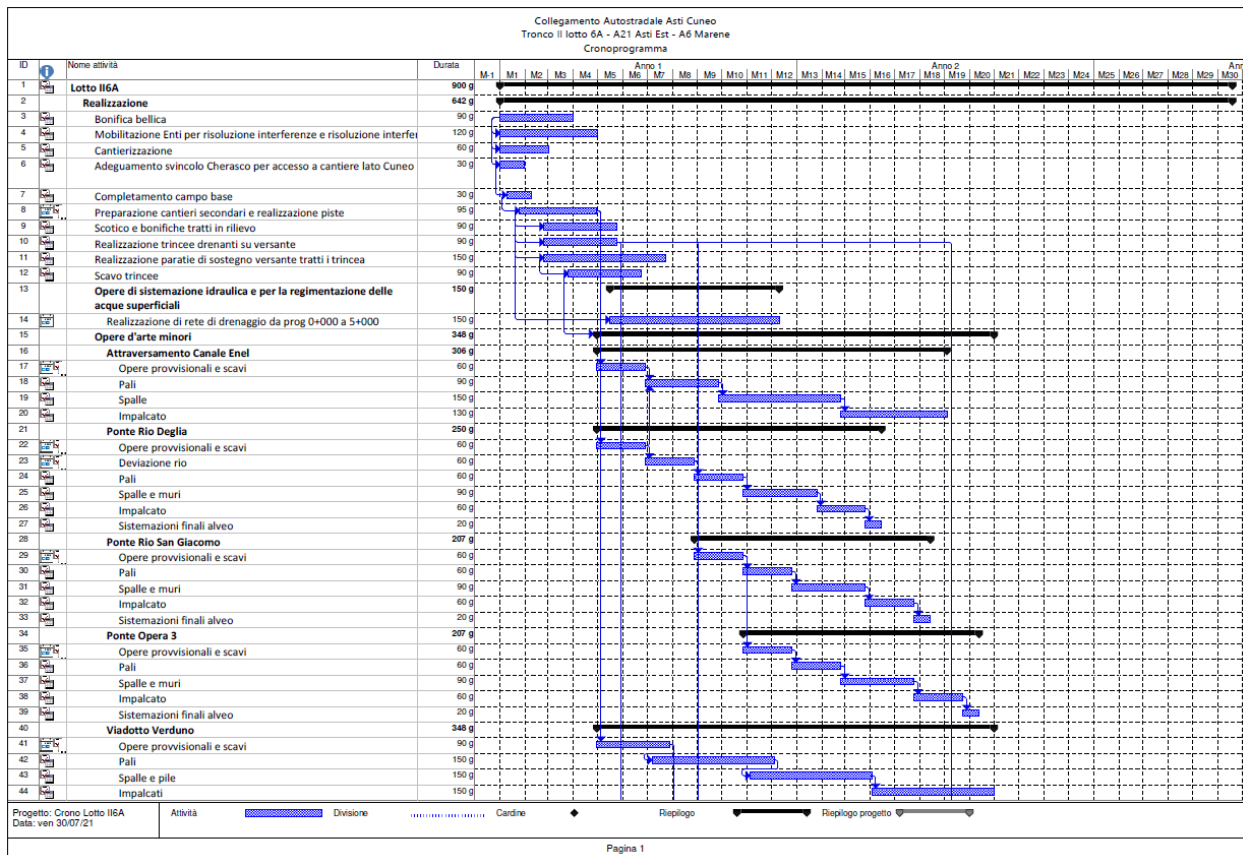 Collegamento Autostradale Asti Cuneo
Tronco II lotto 6A - A21 Asti Est - A6 Marene
Cronoprogramma
ID Nome attività Durata Anno 1 Anno 2 Ann
M-1 M1 M2 M3 M4 M5 M6 M7 M8 M9 M10 M11 M12 M13 M14 M15 M16 M17 M18 M19 M20 M21 M22 M23 M24 M25 M26 M27 M28 M29 M30
1 Lotto II6A 900 g
2 Realizzazione 642 g
3 Bonifica bellica 90 g
4 Mobilitazione Enti per risoluzione interferenze e risoluzione interfer 120 g
5 Cantierizzazione 60 g
6 Adeguamento svincolo Cherasco per accesso a cantiere lato Cuneo 30 g
7 Completamento campo base 30 g
8 Preparazione cantieri secondari e realizzazione piste 95 g
9 Scotico e bonifiche tratti in rilievo 90 g
10 Realizzazione trincee drenanti su versante 90 g
11 Realizzazione paratie di sostegno versante tratti i trincea 150 g
12 Scavo trincee 90 g
13 Opere di sistemazione idraulica e per la regimentazione delle 150 g
acque superficiali
14 Realizzazione di rete di drenaggio da prog 0+000 a 5+000 150 g
15 Opere d'arte minori 348 g
16 Attraversamento Canale Enel 306 g
17 Opere provvisionali e scavi 60 g
18 Pali 90 g
19 Spalle 150 g
20 Impalcato 130 g
21 Ponte Rio Deglia 250 g
22 Opere provvisionali e scavi 60 g
23 Deviazione rio 60 g
24 Pali 60 g
25 Spalle e muri 90 g
26 Impalcato 60 g
27 Sistemazioni finali alveo 20 g
28 Ponte Rio San Giacomo 207 g
29 Opere provvisionali e scavi 60 g
30 Pali 60 g
31 Spalle e muri 90 g
32 Impalcato 60 g
33 Sistemazioni finali alveo 20 g
34 Ponte Opera 3 207 g
35 Opere provvisionali e scavi 60 g
36 Pali 60 g
37 Spalle e muri 90 g
38 Impalcato 60 g
39 Sistemazioni finali alveo 20 g
40 Viadotto Verduno 348 g
41 Opere provvisionali e scavi 90 g
42 Pali 150 g
43 Spalle e pile 150 g
44 Impalcati 150 g
Progetto: Crono Lotto II6A Attività Divisione Cardine Riepilogo Riepilogo progetto
Data: ven 30/07/21
Pagina 1